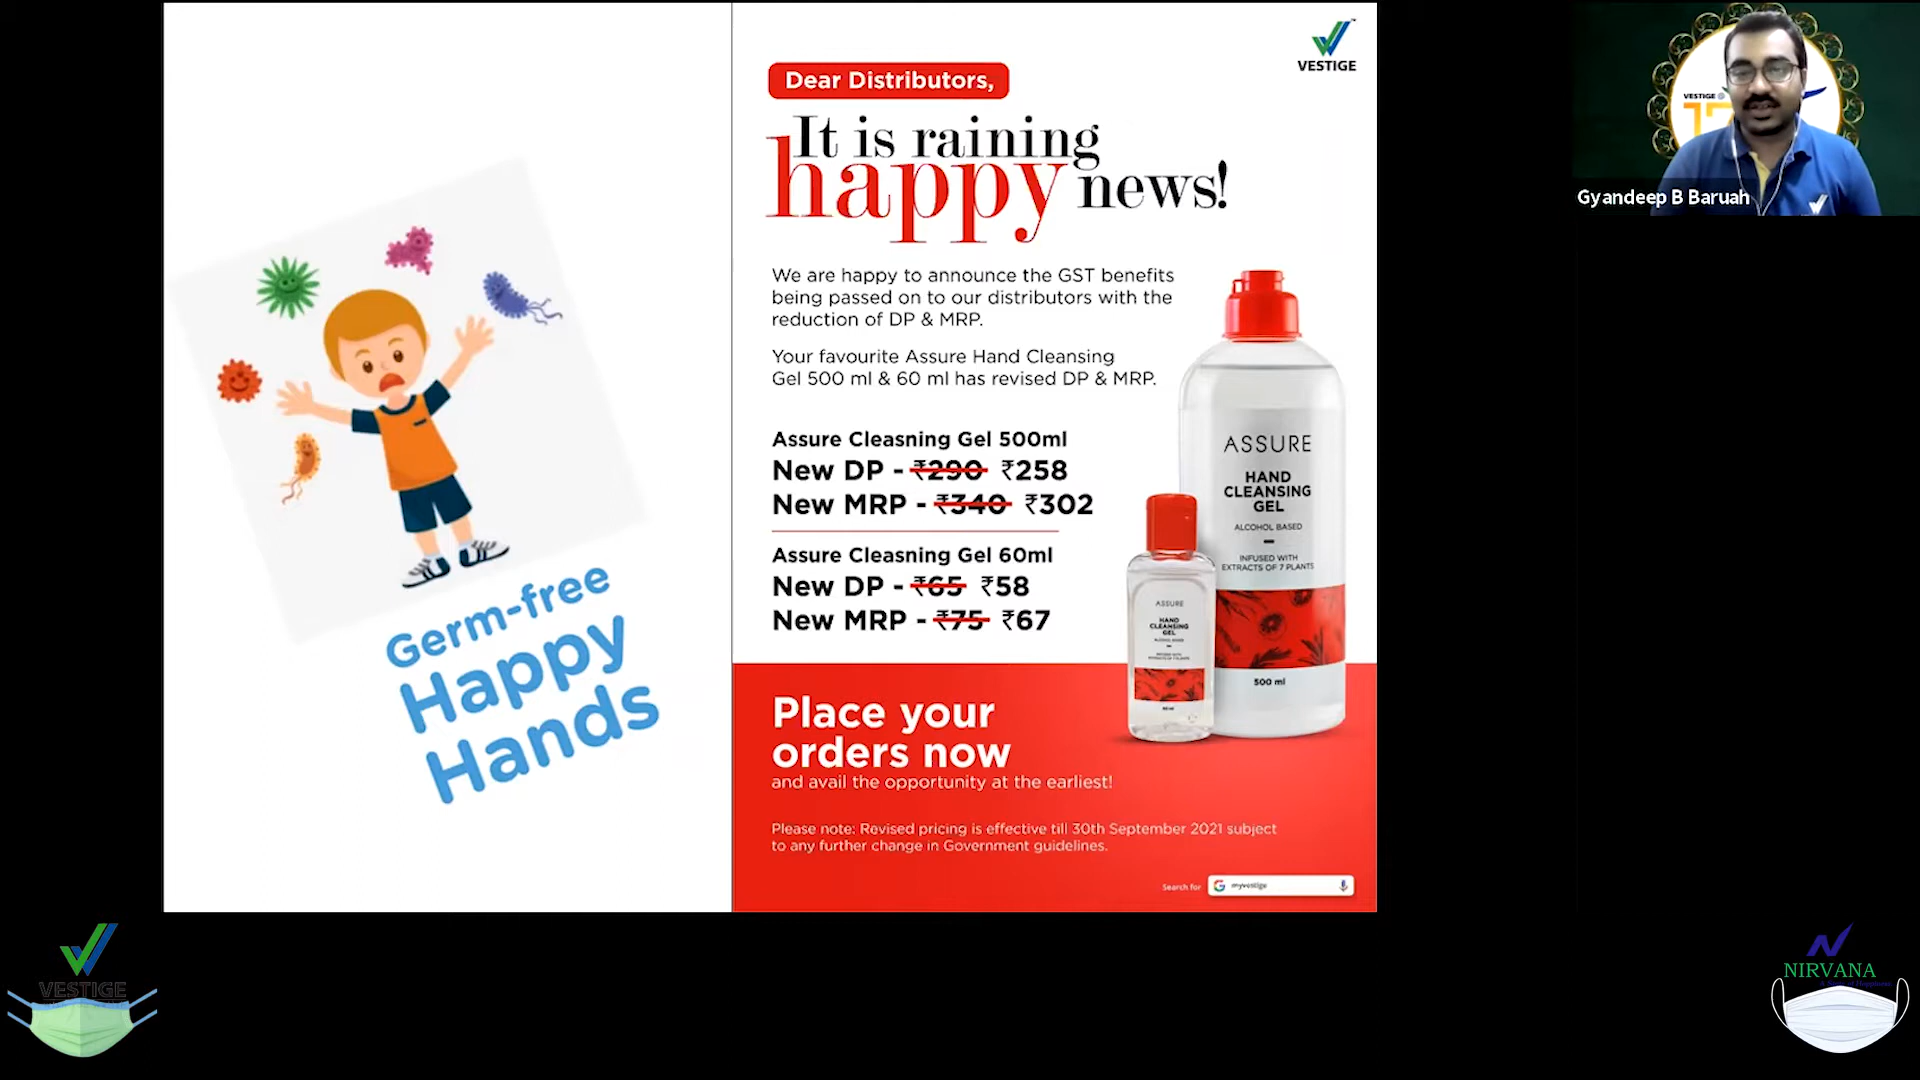 Germ-free
Happy
Hands
VESTIGE
Dear Distributors,
It is raining
happy news!
We are happy to announce the GST benefits
being passed on to our distributors with the
reduction of DP & MRP.
Your favourite Assure Hand Cleansing
Gel 500 ml & 60 ml has revised DP & MRP.
Assure Cleasning Gel 500ml
New DP - ₹290 ₹258
New MRP - ₹340 ₹302
Assure Cleasning Gel 60ml
New DP - ₹65 ₹58
New MRP - ₹75 ₹67
ASSURE
HAND
CLEANSING
GEL
ALCOHOL BASED
INFUSED WITH
EXTRACTS OF 7 PLANTS
500 ml
ASSURE
HAND
CLEANSING
GEL
Place your
orders now
and avail the opportunity at the earliest!
Please note: Revised pricing is effective till 30th September 2021 subject
to any further change in Government guidelines.
Search for myvestige
VESTIGE
Gyandeep B Baruah
VESTIGE
NIRVANA